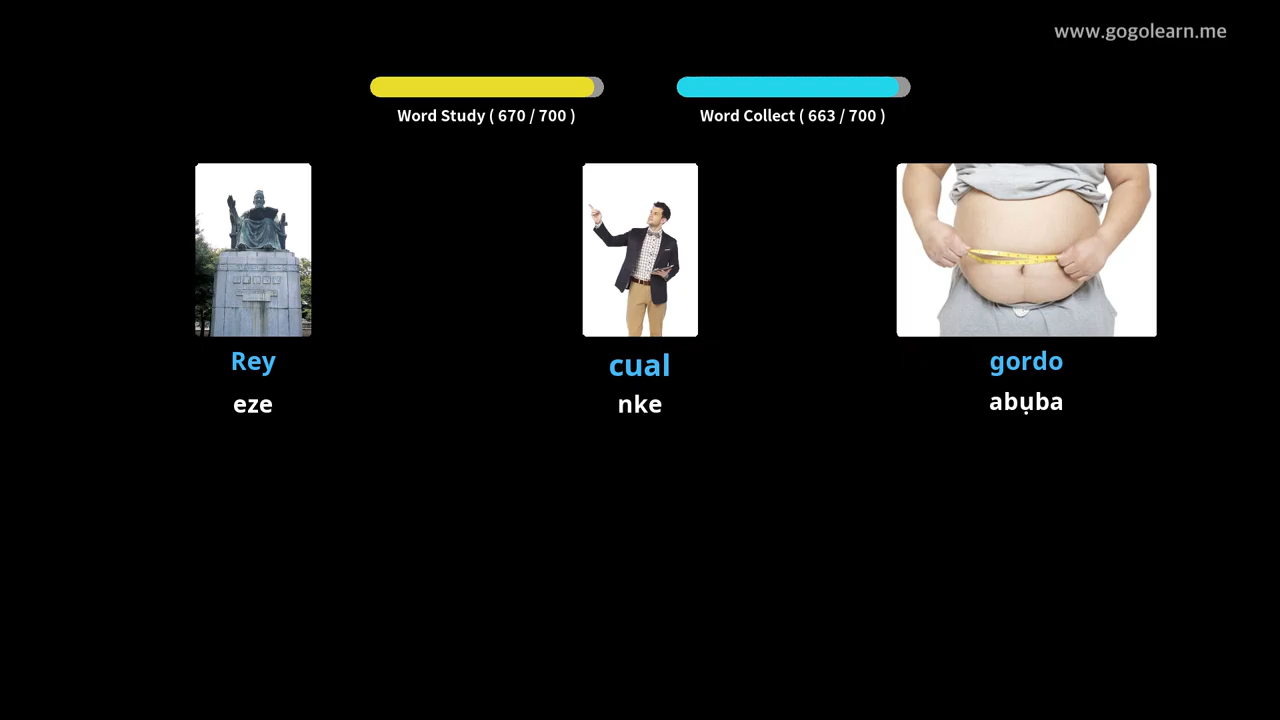 www.gogolearn.me
Word Study ( 670 / 700 )
Word Collect ( 663 / 700 )
Rey
cual
gordo
eze
nke
abụba